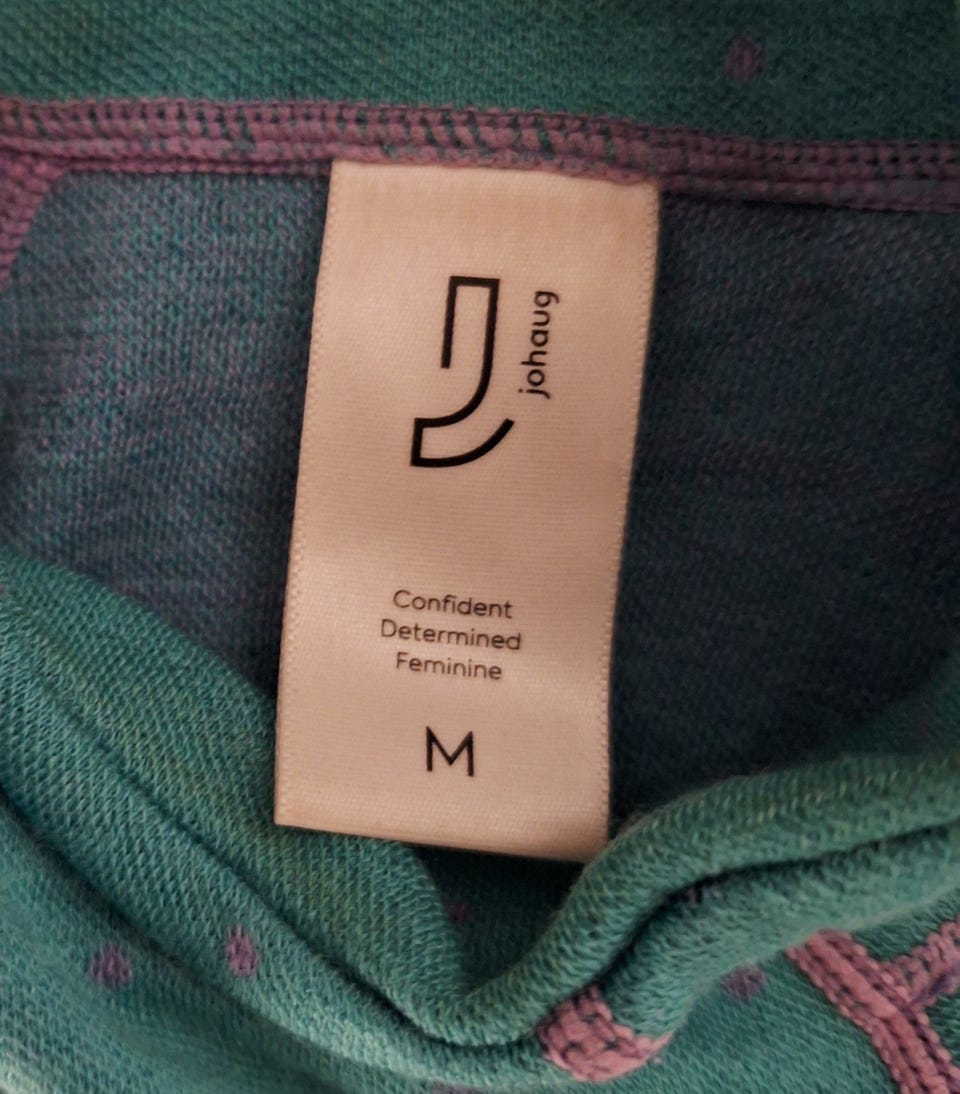 johaug
Confident
Determined
Feminine
M